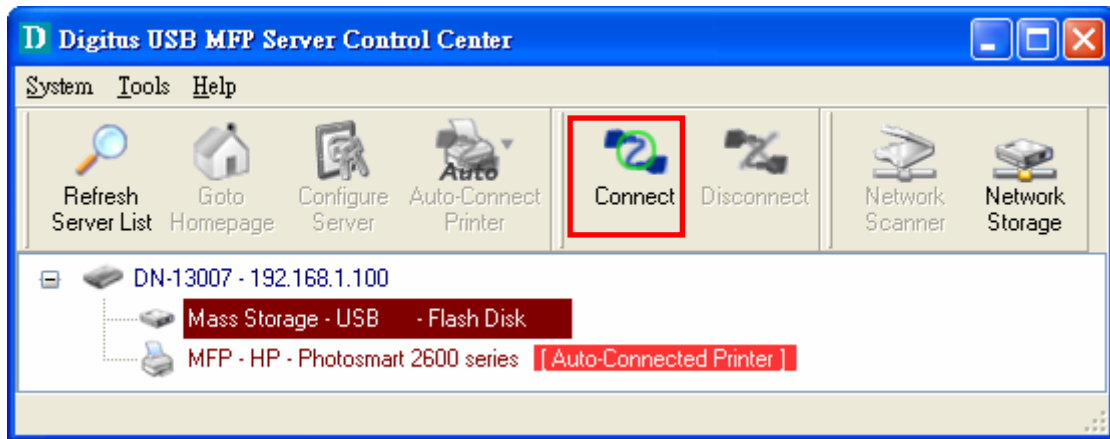 D Digitus USB MFP Server Control Center
System Tools Help
Refresh Server List
Goto Homepage
Configure Server
Auto
Auto-Connect Printer
Connect
Disconnect
Network Scanner
Network Storage
DN-13007 - 192.168.1.100
Mass Storage - USB - Flash Disk
MFP - HP - Photosmart 2600 series [ Auto-Connected Printer ]